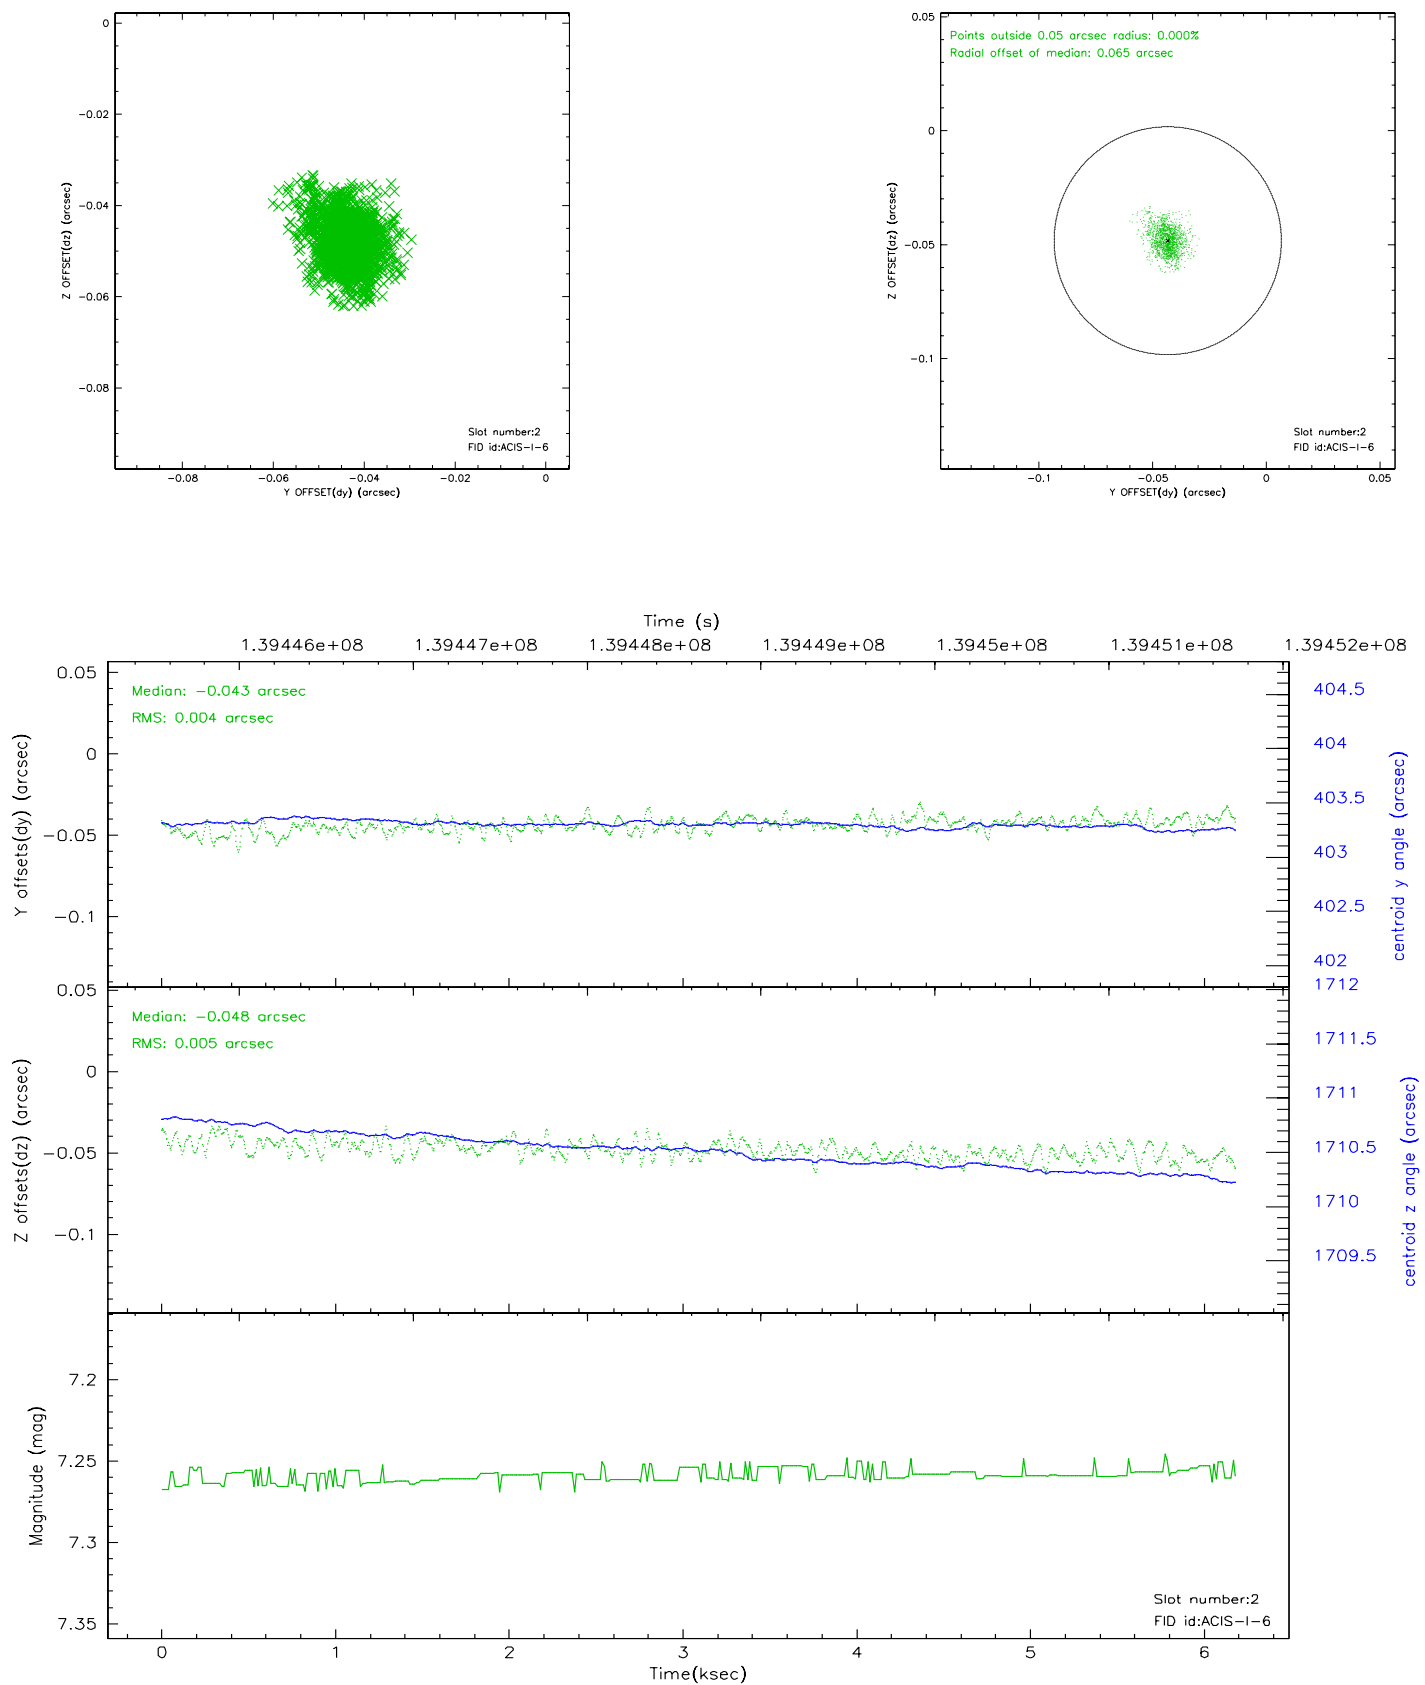 0
-0.02
-0.04
-0.06
-0.08
Z OFFSET(dz) (arcsec)
Slot number:2
FID id:ACIS-I-6
-0.08 -0.06 -0.04 -0.02 0
Y OFFSET(dy) (arcsec)
0.05
Points outside 0.05 arcsec radius: 0.000%
Radial offset of median: 0.065 arcsec
0
-0.05
-0.1
Z OFFSET(dz) (arcsec)
Slot number:2
FID id:ACIS-I-6
-0.1 -0.05 0 0.05
Y OFFSET(dy) (arcsec)
Time (s)
1.39446e+08 1.39447e+08 1.39448e+08 1.39449e+08 1.3945e+08 1.39451e+08 1.39452e+08
0.05
0
-0.05
-0.1
Y offsets(dy) (arcsec)
Median: -0.043 arcsec
RMS: 0.004 arcsec
404.5
404
403.5
403
402.5
402
centroid y angle (arcsec)
0.05
0
-0.05
-0.1
Z offsets(dz) (arcsec)
Median: -0.048 arcsec
RMS: 0.005 arcsec
1712
1711.5
1711
1710.5
1710
1709.5
centroid z angle (arcsec)
7.2
7.25
7.3
7.35
Magnitude (mag)
Slot number:2
FID id:ACIS-I-6
0 1 2 3 4 5 6
Time(ksec)